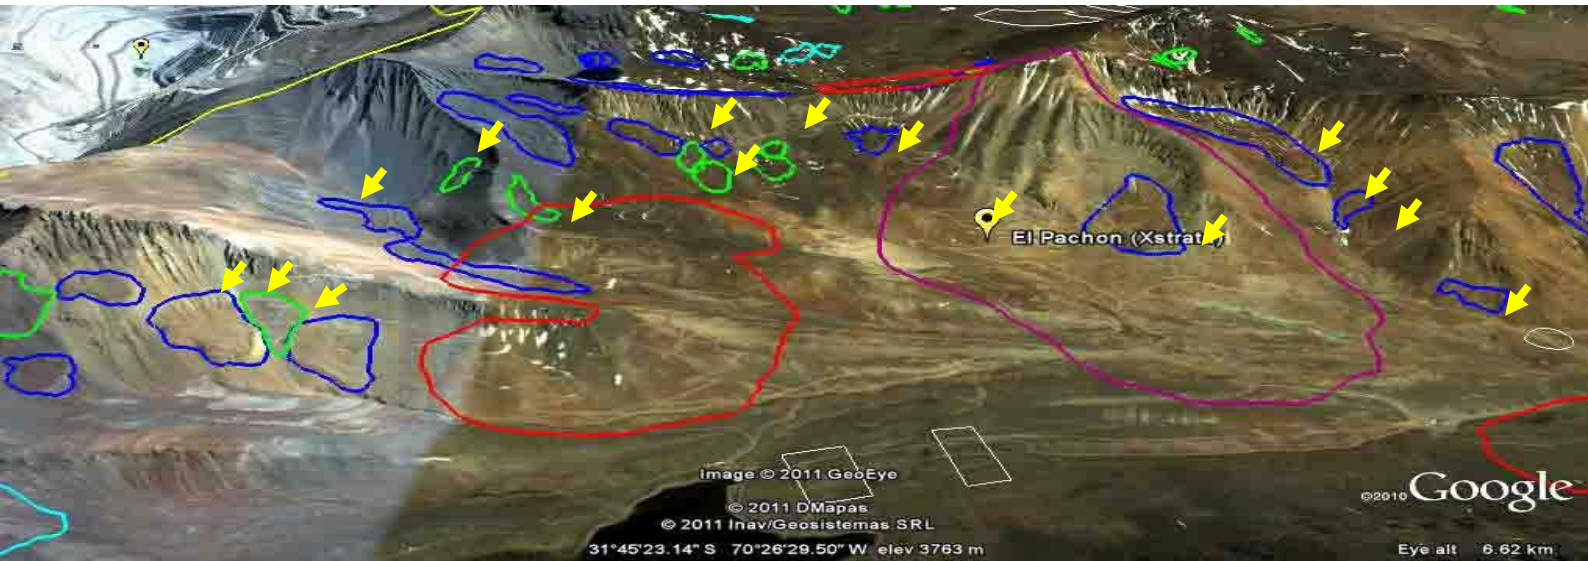 El Pachon (Xstrata)
Image © 2011 GeoEye
© 2011 DMapas
© 2011 Inav/Geosistemas SRL
©2010 Google
31°45'23.14" S 70°26'29.50" W elev 3763 m
Eye alt 6.62 km